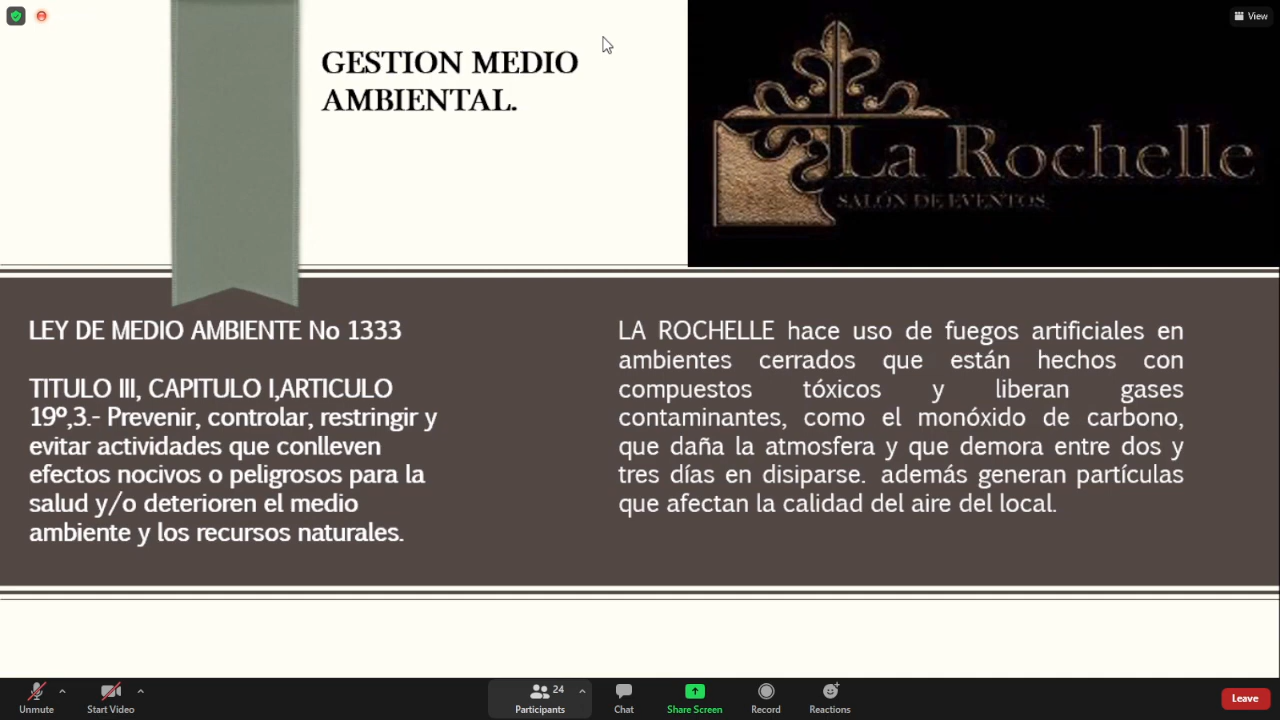 View
GESTION MEDIO
AMBIENTAL.
La Rochelle
SALÓN DE EVENTOS
LEY DE MEDIO AMBIENTE No 1333
TITULO III, CAPITULO I,ARTICULO
19º,3.- Prevenir, controlar, restringir y
evitar actividades que conlleven
efectos nocivos o peligrosos para la
salud y/o deterioren el medio
ambiente y los recursos naturales.
LA ROCHELLE hace uso de fuegos artificiales en
ambientes cerrados que están hechos con
compuestos tóxicos y liberan gases
contaminantes, como el monóxido de carbono,
que daña la atmosfera y que demora entre dos y
tres días en disiparse. además generan partículas
que afectan la calidad del aire del local.
Unmute
Start Video
24
Participants
Chat
Share Screen
Record
Reactions
Leave